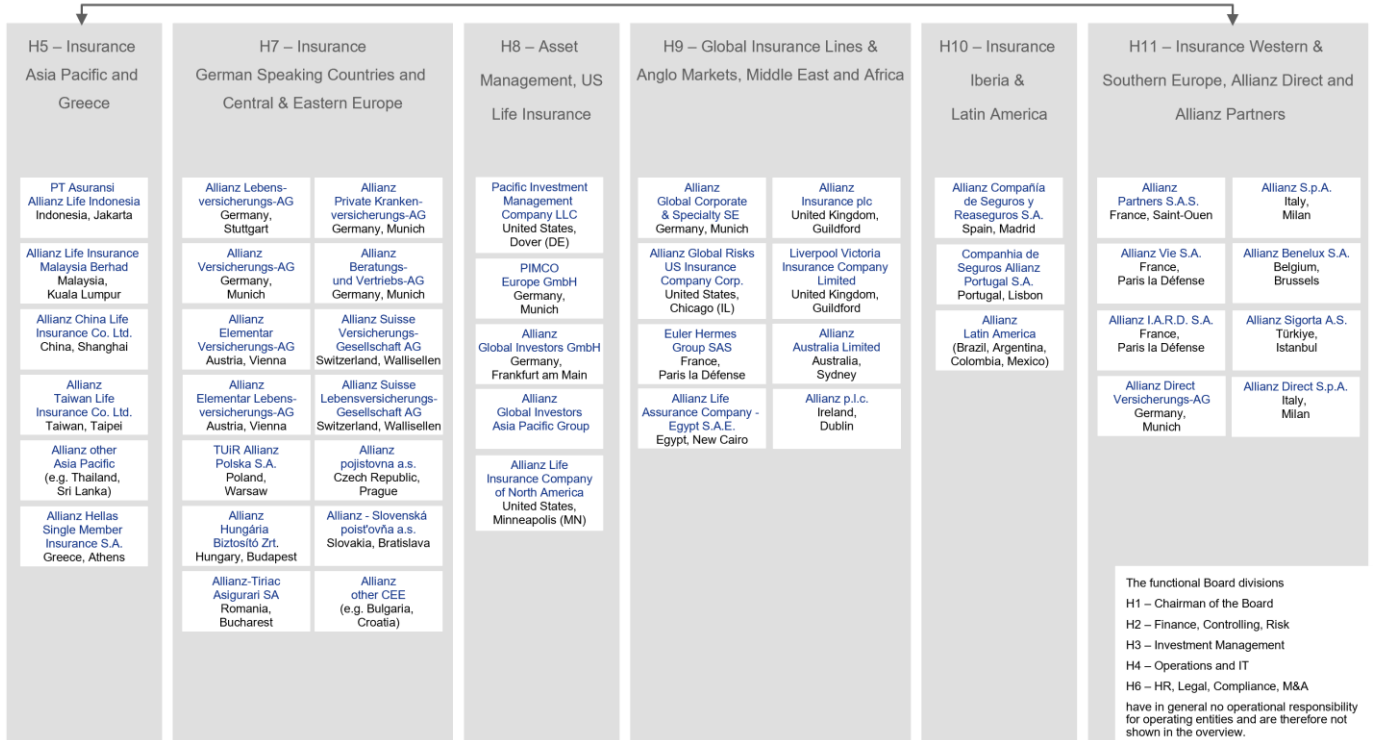 H5 – Insurance
Asia Pacific and
Greece
PT Asuransi
Allianz Life Indonesia
Indonesia, Jakarta
Allianz Life Insurance
Malaysia Berhad
Malaysia,
Kuala Lumpur
Allianz China Life
Insurance Co. Ltd.
China, Shanghai
Allianz
Taiwan Life
Insurance Co. Ltd.
Taiwan, Taipei
Allianz other
Asia Pacific
(e.g. Thailand,
Sri Lanka)
Allianz Hellas
Single Member
Insurance S.A.
Greece, Athens
H7 – Insurance
German Speaking Countries and
Central & Eastern Europe
Allianz Lebens-
versicherungs-AG
Germany,
Stuttgart
Allianz
Private Kranken-
versicherungs-AG
Germany, Munich
Allianz
Versicherungs-AG
Germany,
Munich
Allianz
Beratungs-
und Vertriebs-AG
Germany, Munich
Allianz
Elementar
Versicherungs-AG
Austria, Vienna
Allianz Suisse
Versicherungs-
Gesellschaft AG
Switzerland, Wallisellen
Allianz
Elementar Lebens-
versicherungs-AG
Austria, Vienna
Allianz Suisse
Lebensversicherungs-
Gesellschaft AG
Switzerland, Wallisellen
TUiR Allianz
Polska S.A.
Poland,
Warsaw
Allianz
pojistovna a.s.
Czech Republic,
Prague
Allianz
Hungária
Biztosító Zrt.
Hungary, Budapest
Allianz - Slovenská
poist'ovňa a.s.
Slovakia, Bratislava
Allianz-Tiriac
Asigurari SA
Romania,
Bucharest
Allianz
other CEE
(e.g. Bulgaria,
Croatia)
H8 – Asset
Management, US
Life Insurance
Pacific Investment
Management
Company LLC
United States,
Dover (DE)
PIMCO
Europe GmbH
Germany,
Munich
Allianz
Global Investors GmbH
Germany,
Frankfurt am Main
Allianz
Global Investors
Asia Pacific Group
Allianz Life
Insurance Company
of North America
United States,
Minneapolis (MN)
H9 – Global Insurance Lines &
Anglo Markets, Middle East and Africa
Allianz
Global Corporate
& Specialty SE
Germany, Munich
Allianz
Insurance plc
United Kingdom,
Guildford
Allianz Global Risks
US Insurance
Company Corp.
United States,
Chicago (IL)
Liverpool Victoria
Insurance Company
Limited
United Kingdom,
Guildford
Euler Hermes
Group SAS
France,
Paris la Défense
Allianz
Australia Limited
Australia,
Sydney
Allianz Life
Assurance Company -
Egypt S.A.E.
Egypt, New Cairo
Allianz p.l.c.
Ireland,
Dublin
H10 – Insurance
Iberia &
Latin America
Allianz Compañía
de Seguros y
Reaseguros S.A.
Spain, Madrid
Companhia de
Seguros Allianz
Portugal S.A.
Portugal, Lisbon
Allianz
Latin America
(Brazil, Argentina,
Colombia, Mexico)
H11 – Insurance Western &
Southern Europe, Allianz Direct and
Allianz Partners
Allianz
Partners S.A.S.
France, Saint-Ouen
Allianz S.p.A.
Italy,
Milan
Allianz Vie S.A.
France,
Paris la Défense
Allianz Benelux S.A.
Belgium,
Brussels
Allianz I.A.R.D. S.A.
France,
Paris la Défense
Allianz Sigorta A.S.
Türkiye,
Istanbul
Allianz Direct
Versicherungs-AG
Germany,
Munich
Allianz Direct S.p.A.
Italy,
Milan
The functional Board divisions
H1 – Chairman of the Board
H2 – Finance, Controlling, Risk
H3 – Investment Management
H4 – Operations and IT
H6 – HR, Legal, Compliance, M&A
have in general no operational responsibility
for operating entities and are therefore not
shown in the overview.